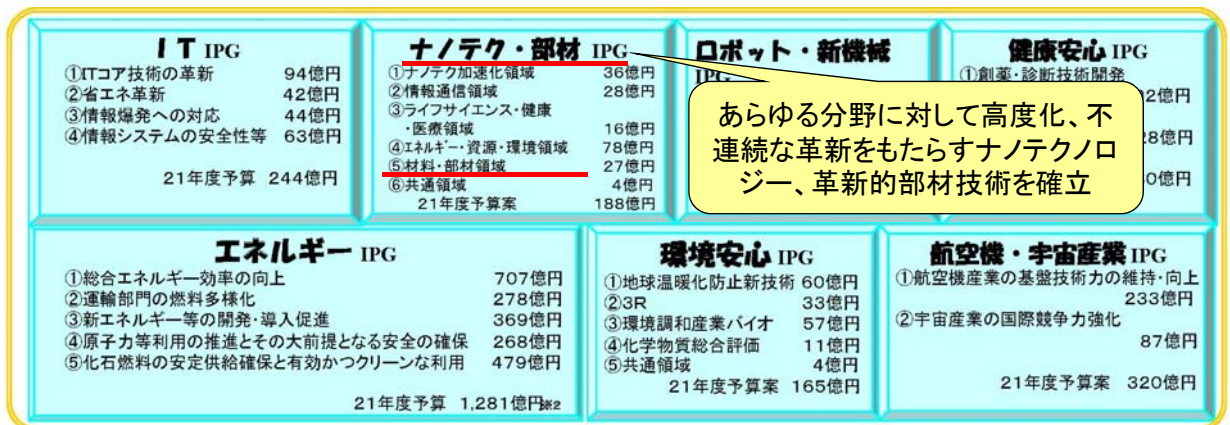 ＩＴ IPG
①ITコア技術の革新 94億円
②省エネ革新 42億円
③情報爆発への対応 44億円
④情報システムの安全性等 63億円
21年度予算 244億円
ナノテク・部材 IPG
①ナノテク加速化領域 36億円
②情報通信領域 28億円
③ライフサイエンス・健康
・医療領域 16億円
④エネルギー・資源・環境領域 78億円
⑤材料・部材領域 27億円
⑥共通領域 4億円
21年度予算案 188億円
ロボット・新機械
IPG
健康安心 IPG
①創薬・診断技術開発
2億円
8億円
0億円
あらゆる分野に対して高度化、不
連続な革新をもたらすナノテクノロ
ジー、革新的部材技術を確立
エネルギー IPG
①総合エネルギー効率の向上 707億円
②運輸部門の燃料多様化 278億円
③新エネルギー等の開発・導入促進 369億円
④原子力等利用の推進とその大前提となる安全の確保 268億円
⑤化石燃料の安定供給確保と有効かつクリーンな利用 479億円
21年度予算 1,281億円※2
環境安心 IPG
①地球温暖化防止新技術 60億円
②3R 33億円
③環境調和産業バイオ 57億円
④化学物質総合評価 11億円
⑤共通領域 4億円
21年度予算案 165億円
航空機・宇宙産業 IPG
①航空機産業の基盤技術力の維持・向上
233億円
②宇宙産業の国際競争力強化
87億円
21年度予算案 320億円